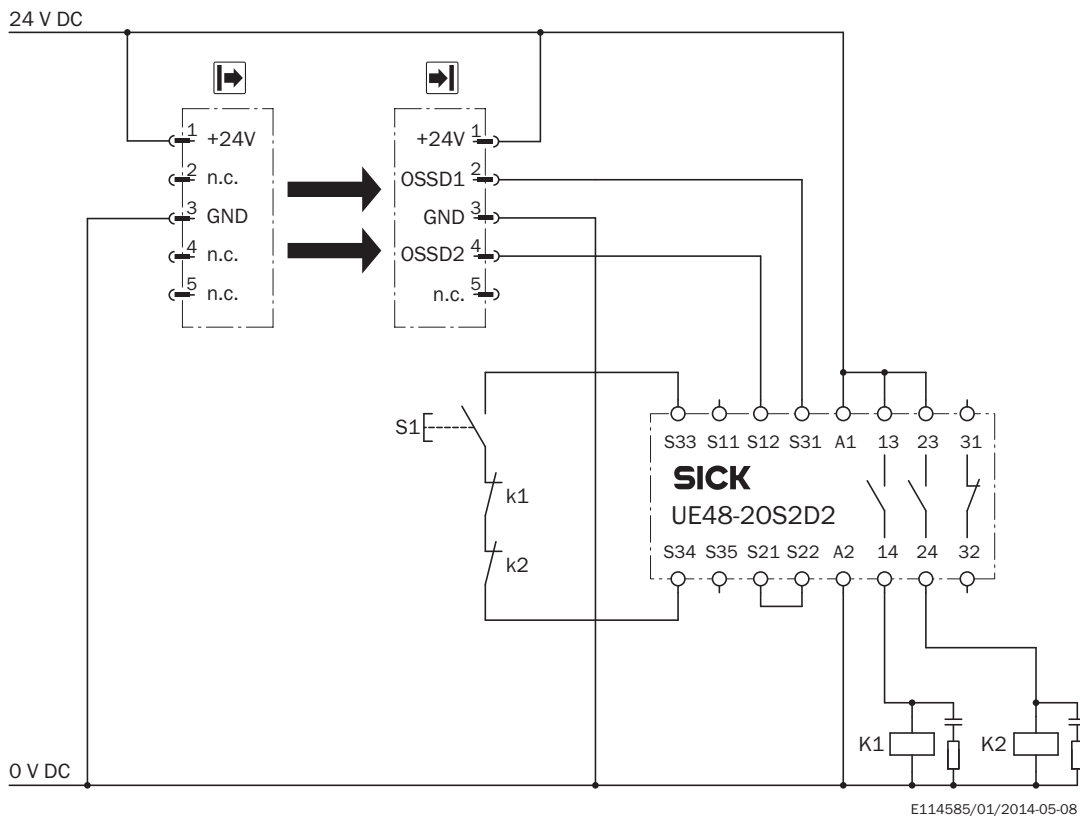 24 V DC
1 +24V
2 n.c.
3 GND
4 n.c.
5 n.c.
+24V 1
OSSD1 2
GND 3
OSSD2 4
n.c. 5
S1
k1
k2
S33 S11 S12 S31 A1 13 23 31
SICK
UE48-20S2D2
S34 S35 S21 S22 A2 14 24 32
K1
K2
0 V DC
E114585/01/2014-05-08